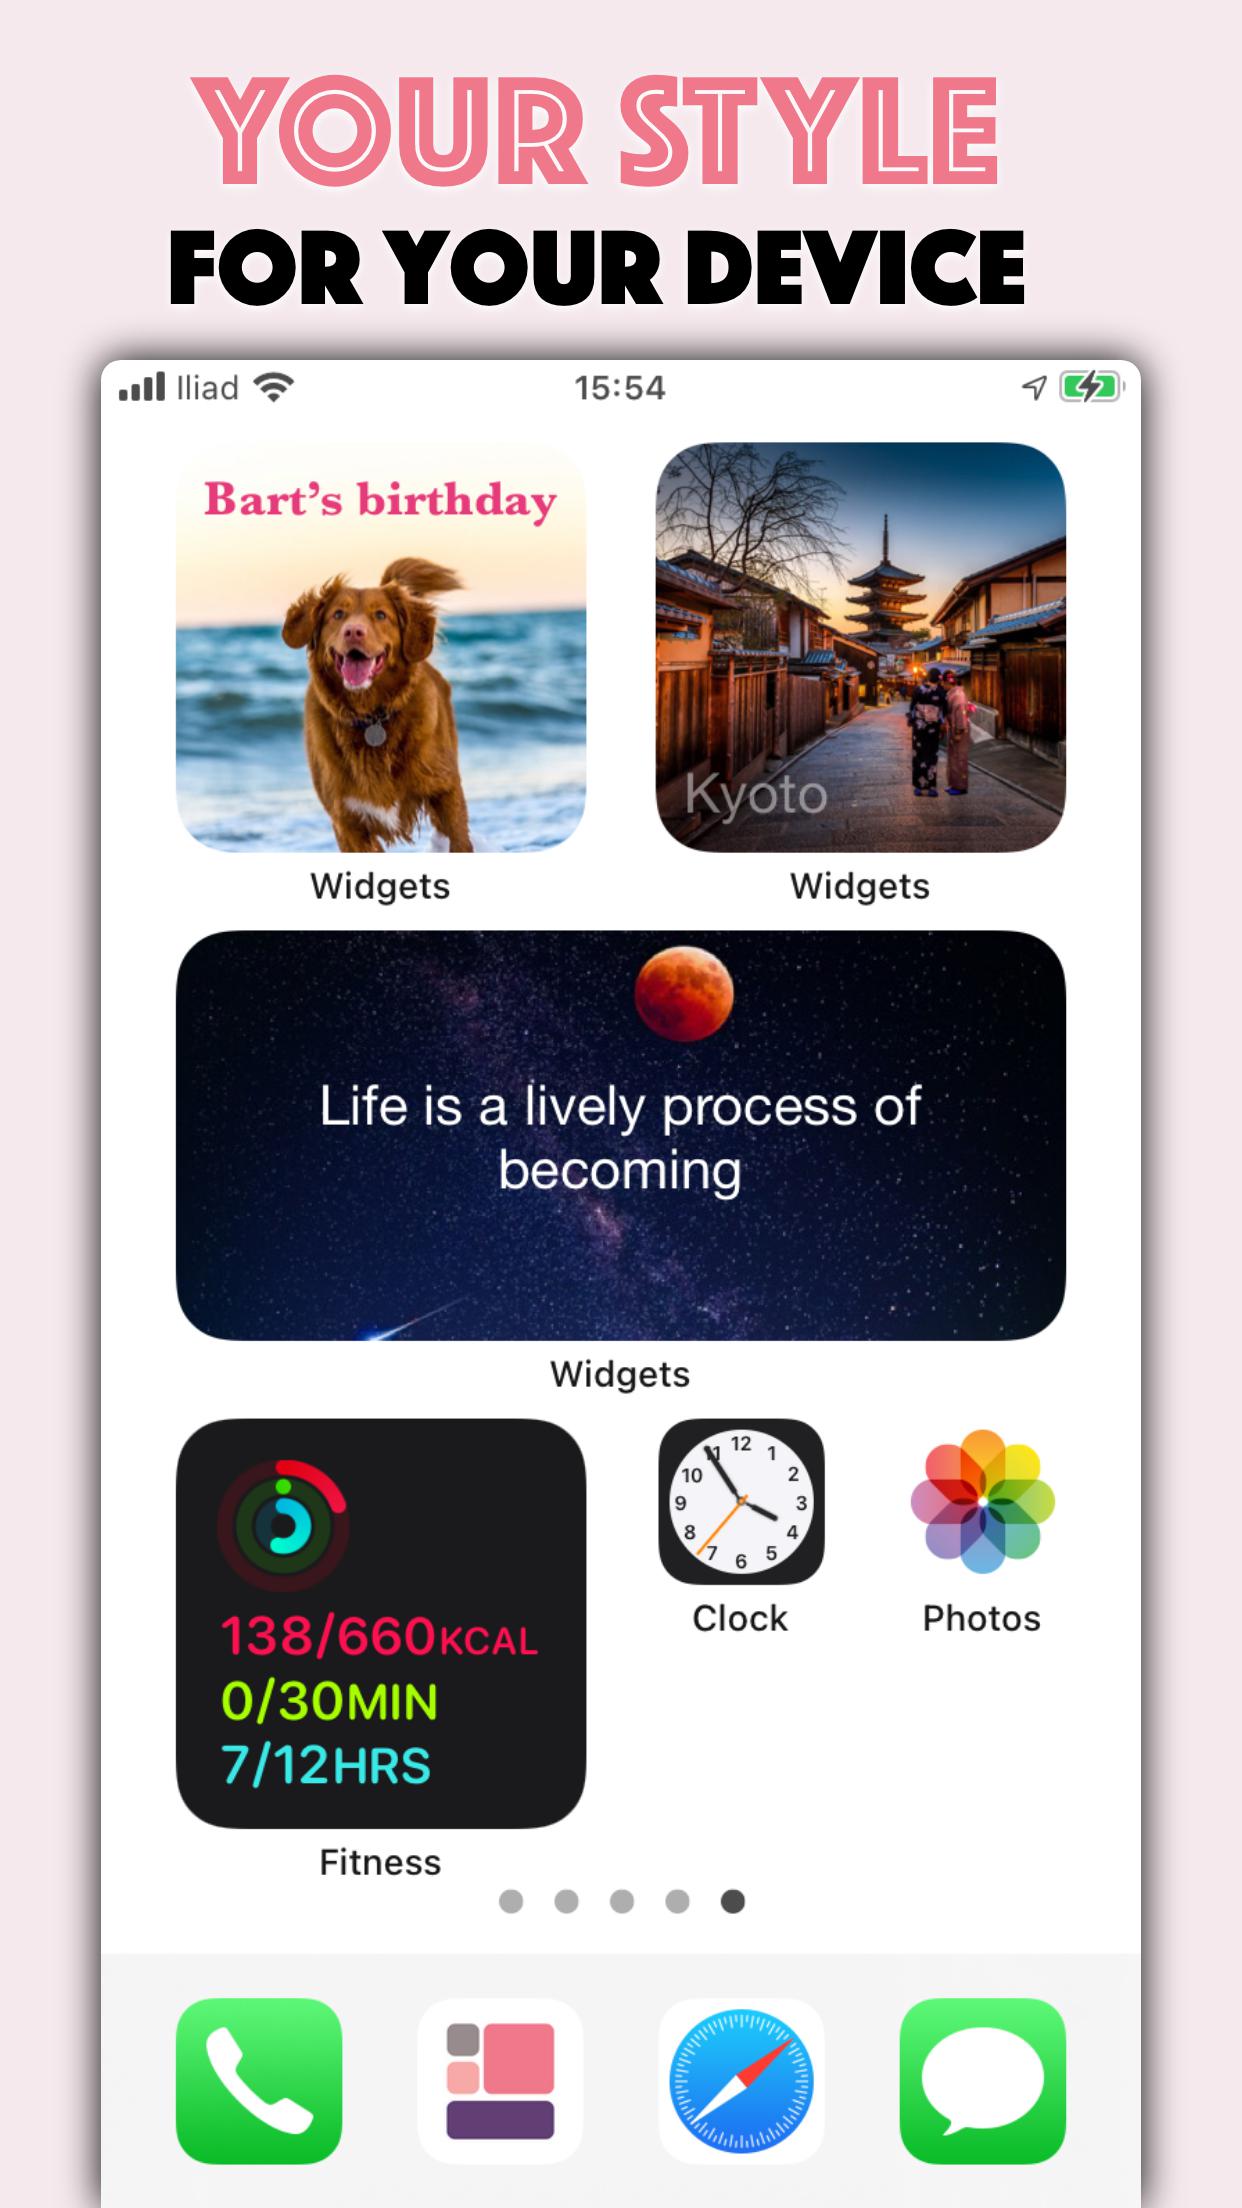 YOUR STYLE
FOR YOUR DEVICE
Iliad 15:54
Bart's birthday
Kyoto
Widgets Widgets
Life is a lively process of
becoming
Widgets
12
11 1
10 2
9 3
8 4
7 5
6
138/660KCAL
0/30MIN
7/12HRS
Clock Photos
Fitness